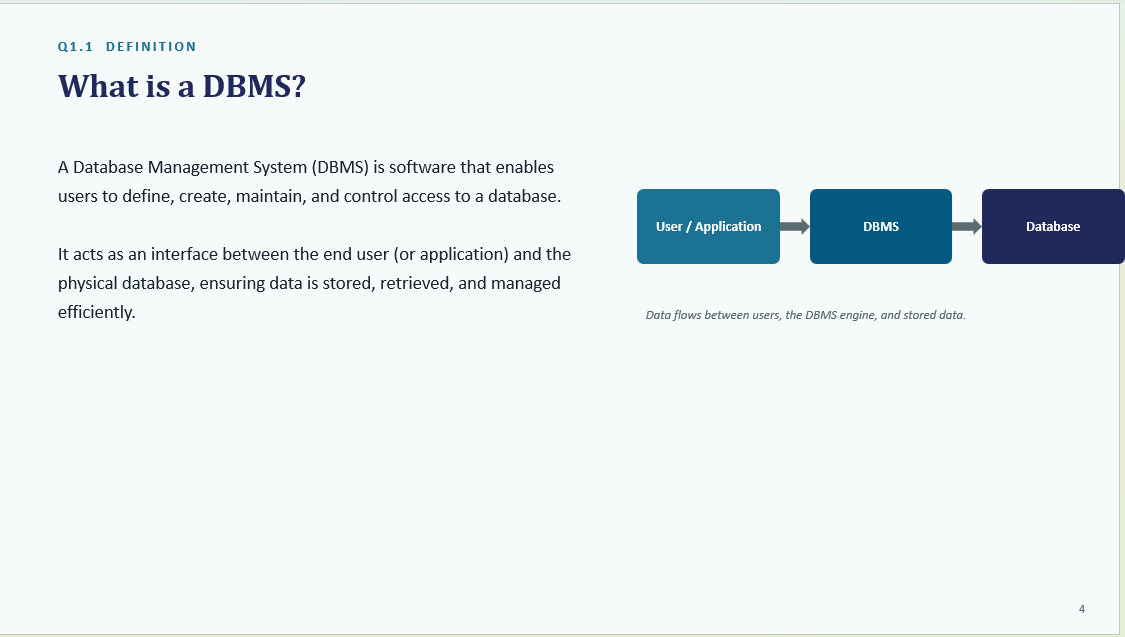 Q1.1 DEFINITION
What is a DBMS?
A Database Management System (DBMS) is software that enables
users to define, create, maintain, and control access to a database.
It acts as an interface between the end user (or application) and the
physical database, ensuring data is stored, retrieved, and managed
efficiently.
User / Application
DBMS
Database
Data flows between users, the DBMS engine, and stored data.
4